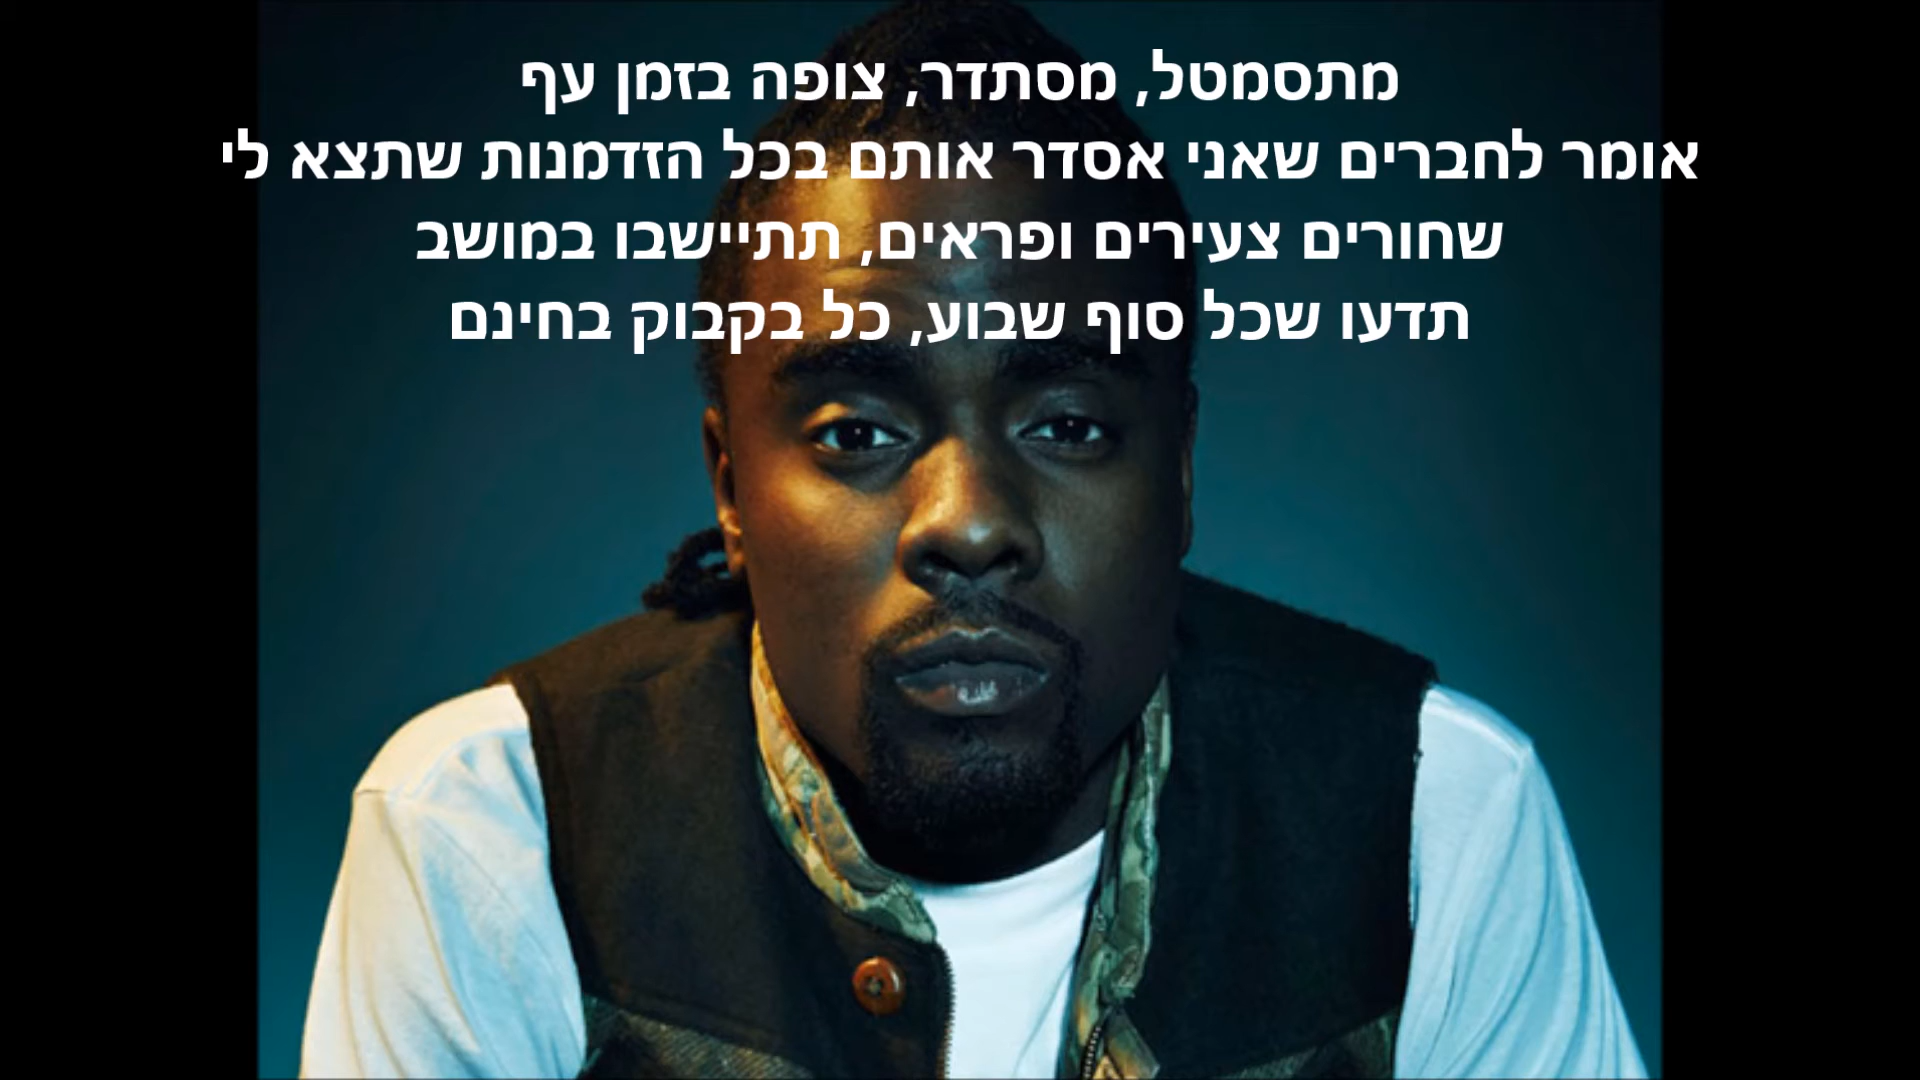 מתסמטל, מסתדר, צופה בזמן עף
אומר לחברים שאני אסדר אותם בכל הזדמנות שתצא לי
שחורים צעירים ופראים, תתיישבו במושב
תדעו שכל סוף שבוע, כל בקבוק בחינם